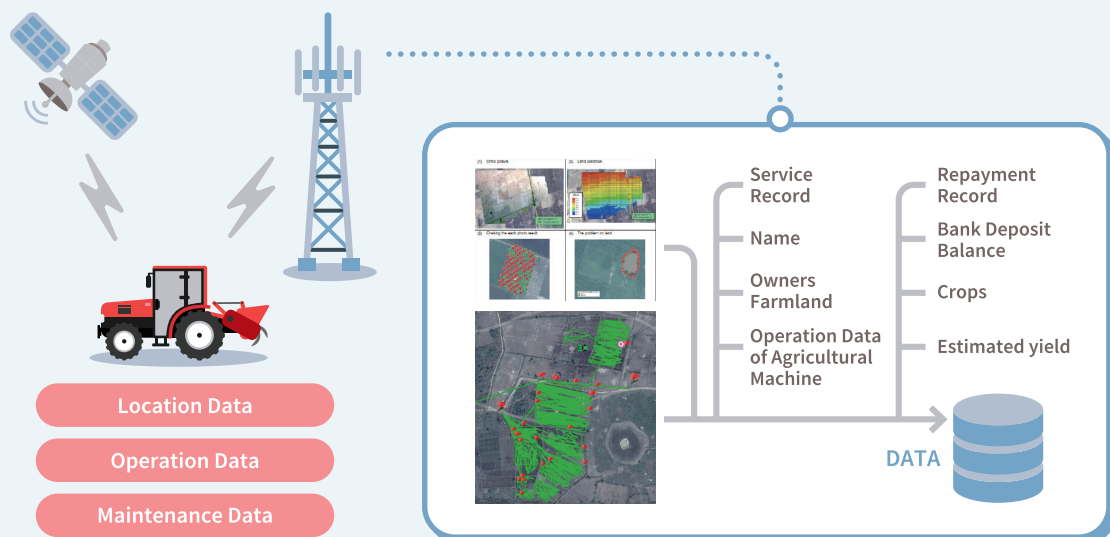 Location Data
Operation Data
Maintenance Data
Service
Record
Name
Owners
Farmland
Operation Data
of Agricultural
Machine
Repayment
Record
Bank Deposit
Balance
Crops
Estimated yield
DATA